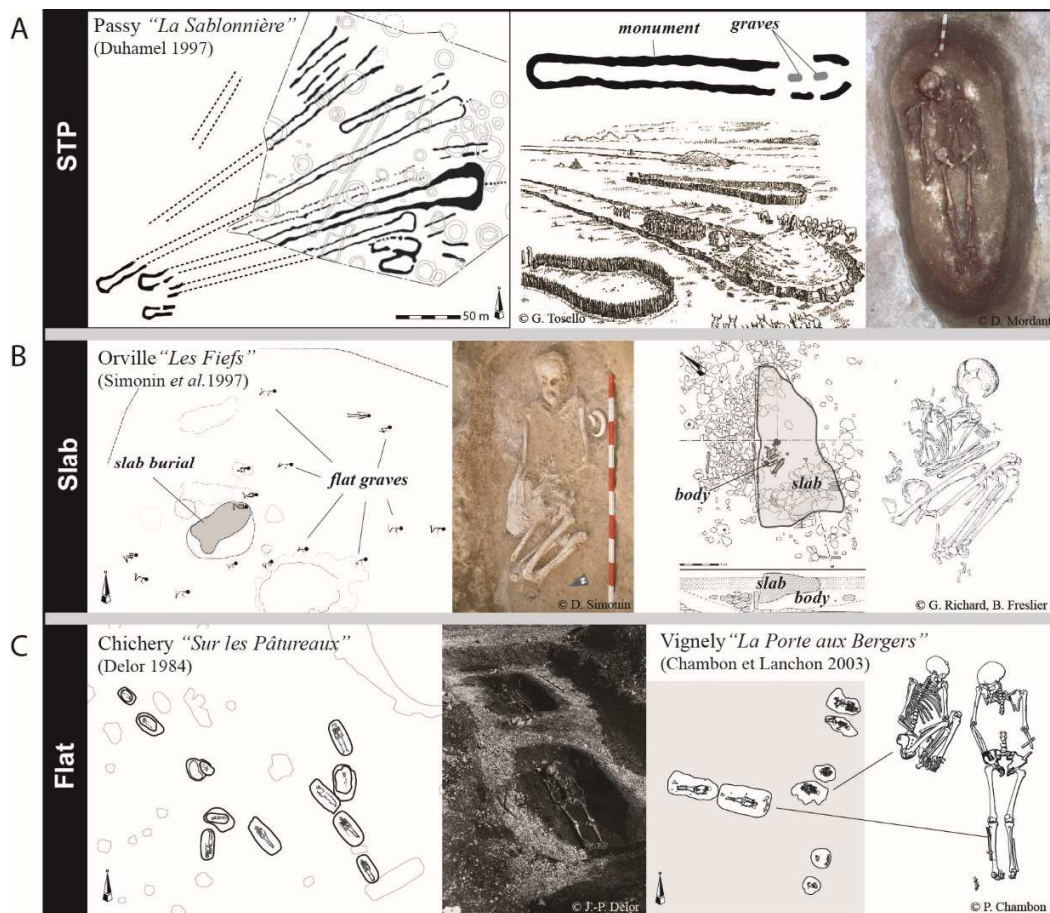 A
STP
Passy "La Sablonnière"
(Duhamel 1997)
50 m
N
monument
graves
© G. Tosello
© D. Mordant
B
Slab
Orville "Les Fiefs"
(Simonin et al.1997)
slab burial
flat graves
N
© D. Simonin
body
slab
slab
body
© G. Richard, B. Freslier
C
Flat
Chichery "Sur les Pâtureaux"
(Delor 1984)
N
© J.-P. Delor
Vignely "La Porte aux Bergers"
(Chambon et Lanchon 2003)
N
© P. Chambon